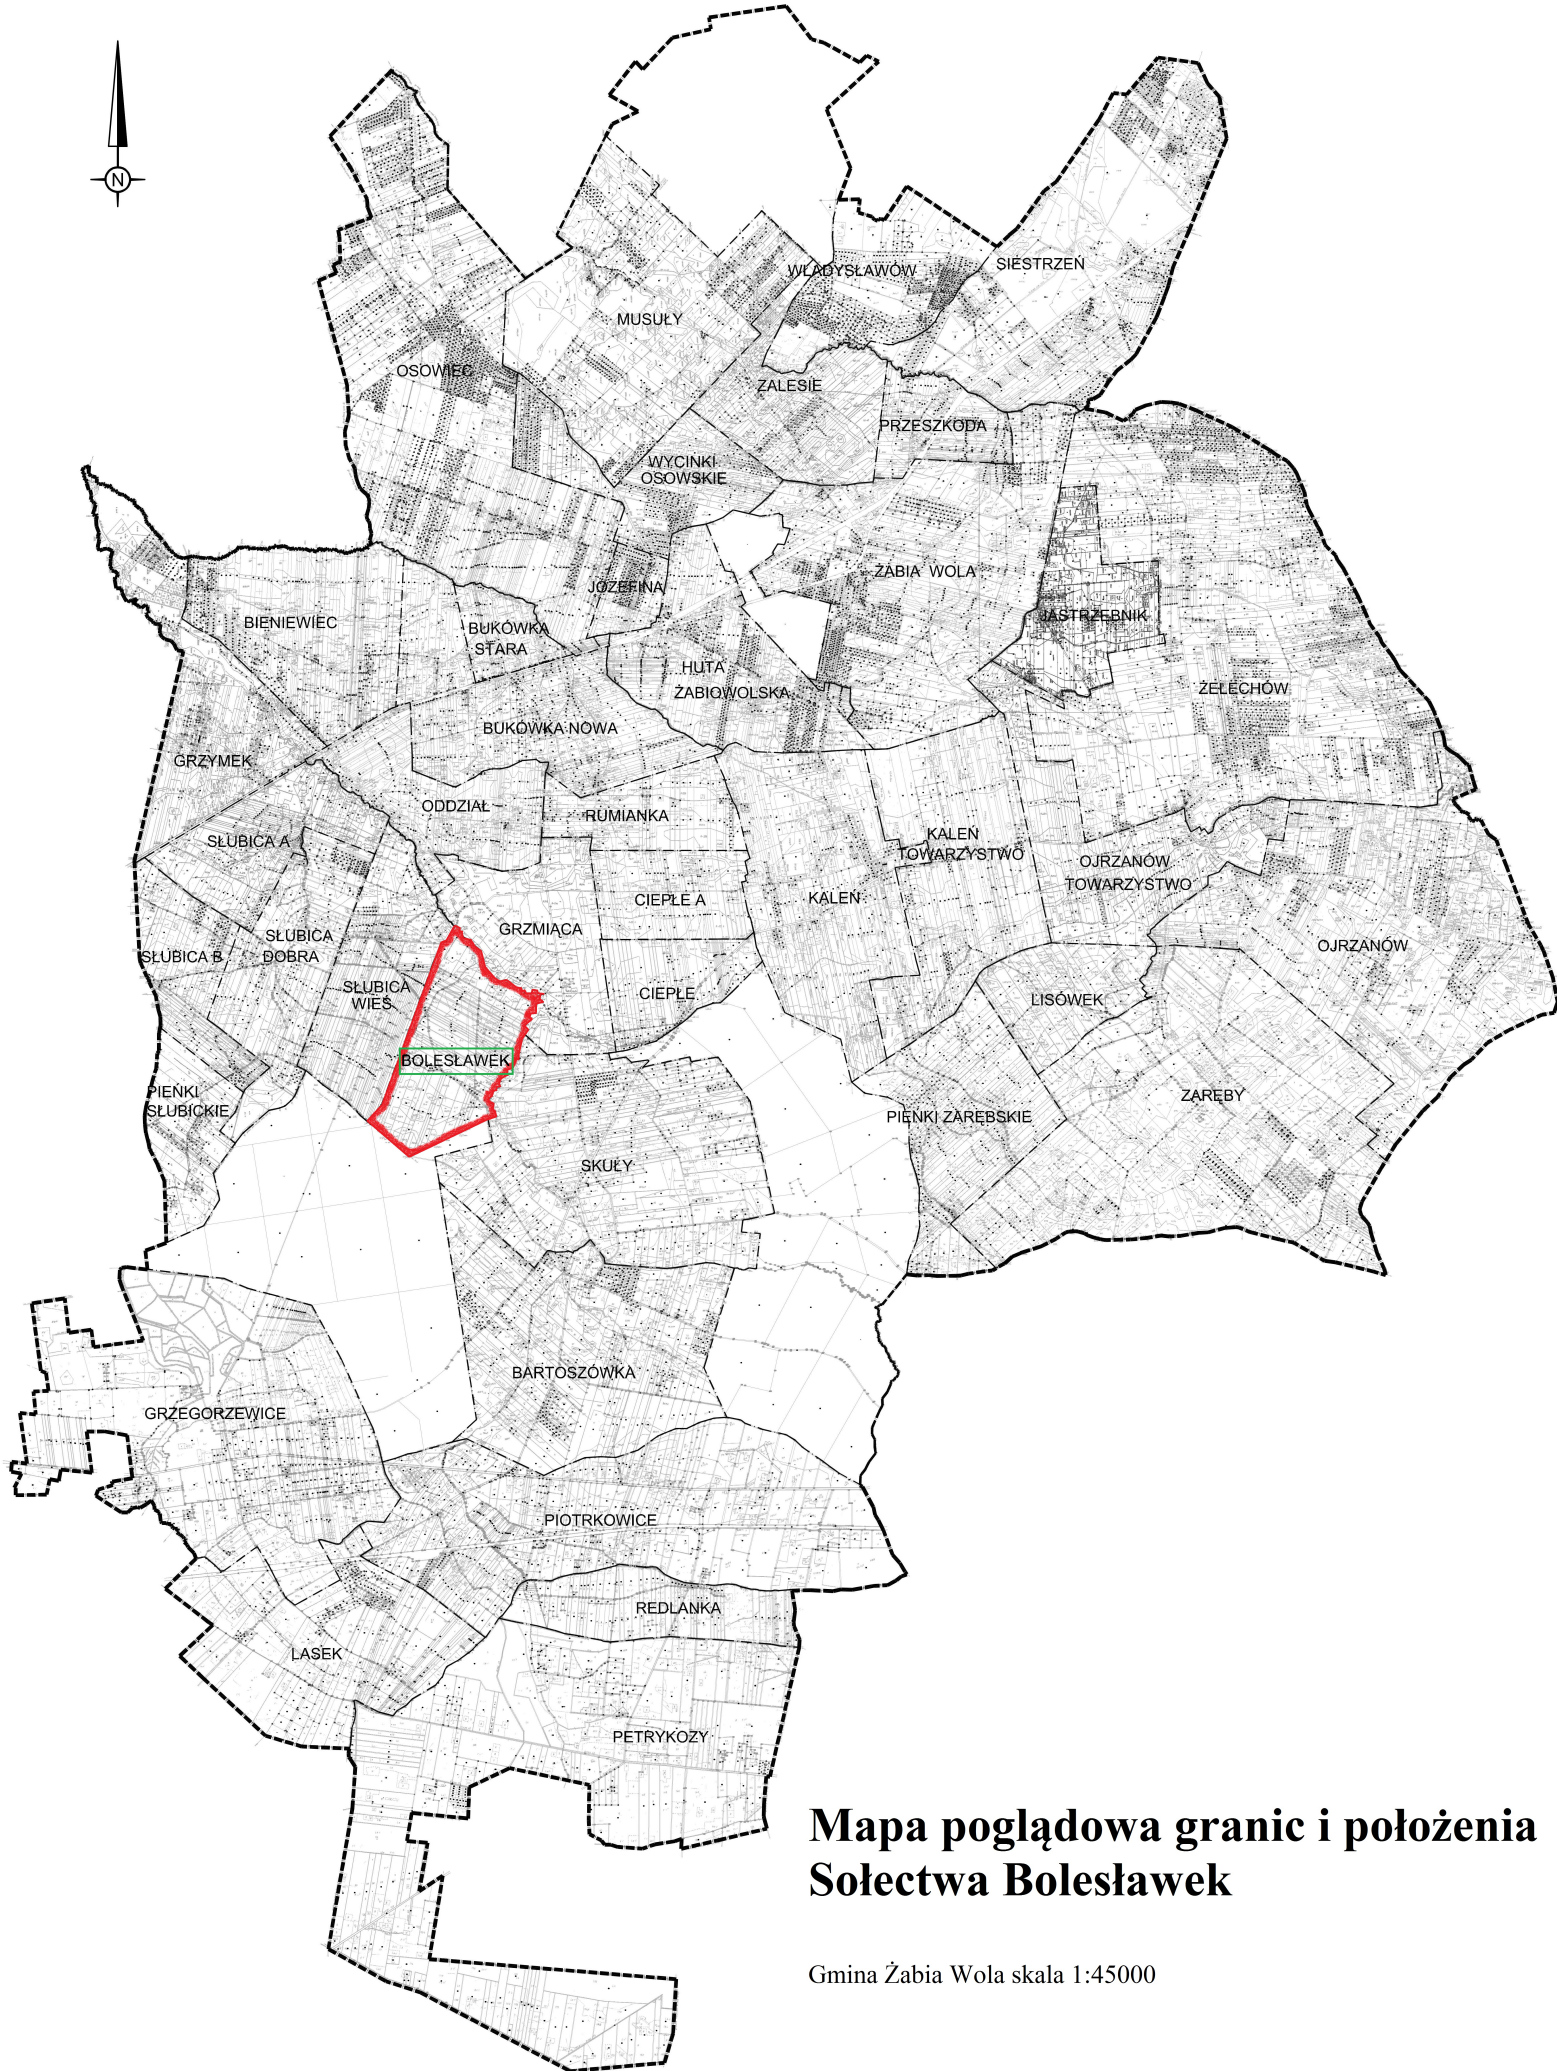 N
WŁADYSŁAWÓW
SIESTRZEŃ
MUSUŁY
OSOWIEC
ZALESIE
PRZESZKODA
WYCINKI
OSOWSKIE
ŻABIA WOLA
JÓZEFINA
JASTRZĘBNIK
BIENIEWIEC
BUKÓWKA
STARA
HUTA
ŻABIOWOLSKA
ŻELECHÓW
BUKÓWKA NOWA
GRZYMEK
ODDZIAŁ
RUMIANKA
SŁUBICA A
KALEŃ
TOWARZYSTWO
OJRZANÓW
TOWARZYSTWO
CIEPŁE A
KALEŃ
GRZMIĄCA
SŁUBICA
DOBRA
SŁUBICA B
OJRZANÓW
SŁUBICA
WIEŚ
CIEPŁE
LISÓWEK
BOLESŁAWEK
PIEŃKI
SŁUBICKIE
ZARĘBY
PIEŃKI ZARĘBSKIE
SKUŁY
BARTOSZÓWKA
GRZEGORZEWICE
PIOTRKOWICE
REDLANKA
LASEK
PETRYKOZY
Mapa poglądowa granic i położenia
Sołectwa Bolesławek
Gmina Żabia Wola skala 1:45000